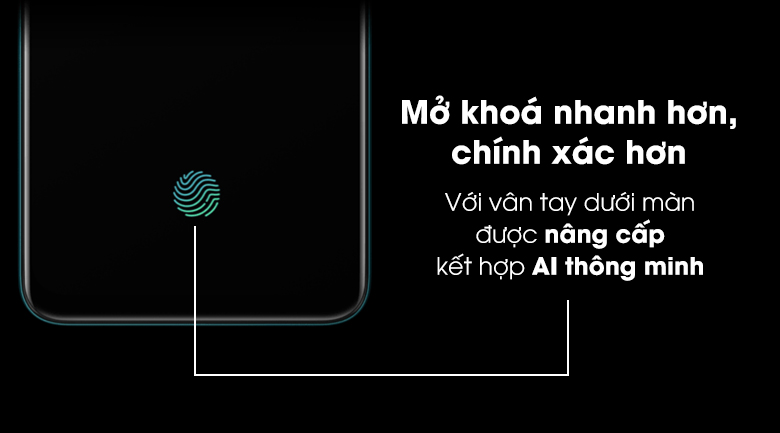 Mở khoá nhanh hơn,
chính xác hơn
Với vân tay dưới màn
được nâng cấp
kết hợp AI thông minh